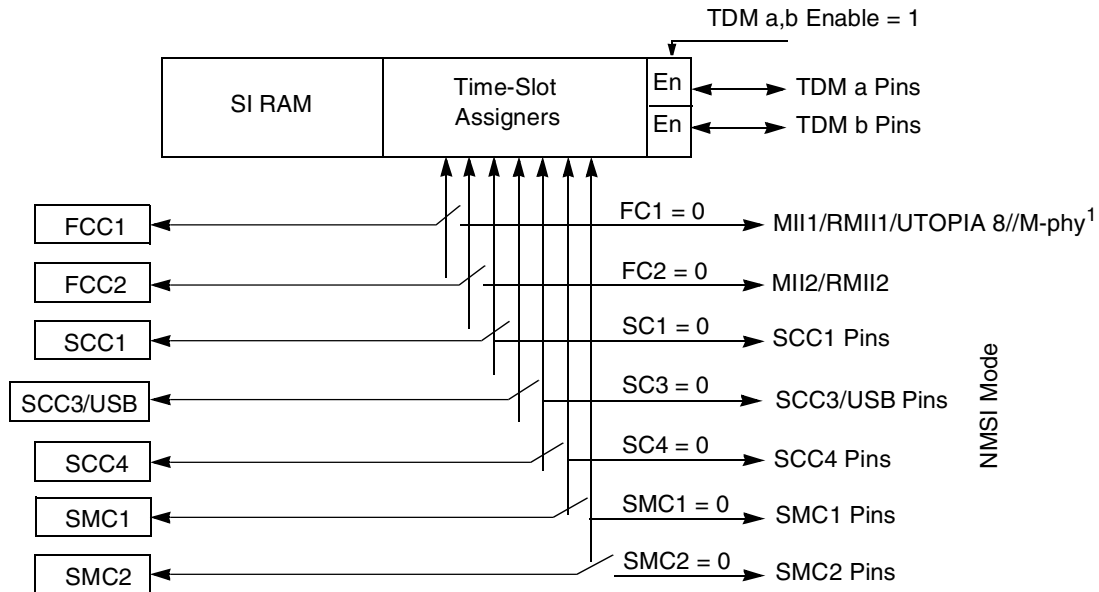 TDM a,b Enable = 1
SI RAM
Time-Slot
Assigners
En
TDM a Pins
En
TDM b Pins
FCC1
FC1 = 0
MII1/RMII1/UTOPIA 8//M-phy1
FCC2
FC2 = 0
MII2/RMII2
SCC1
SC1 = 0
SCC1 Pins
SCC3/USB
SC3 = 0
SCC3/USB Pins
SCC4
SC4 = 0
SCC4 Pins
SMC1
SMC1 = 0
SMC1 Pins
SMC2
SMC2 = 0
SMC2 Pins
NMSI Mode